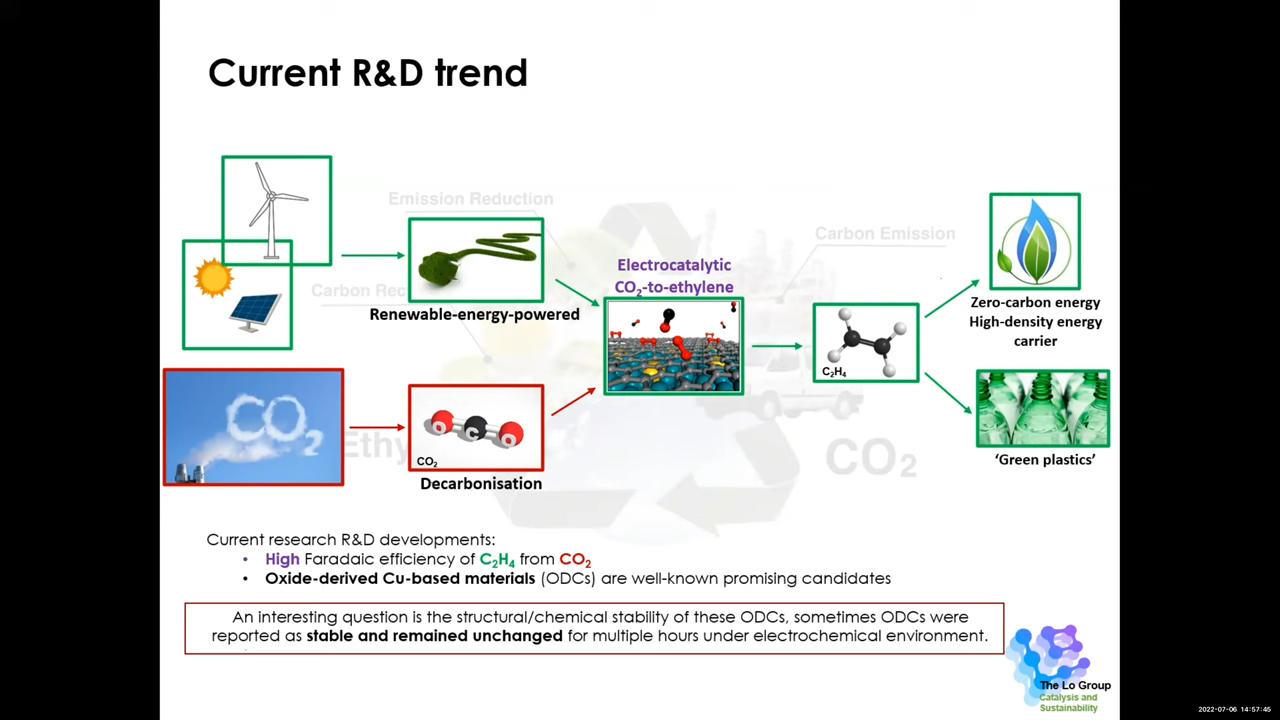 Current R&D trend
Emission Reduction
Carbon Emission
Electrocatalytic
CO₂-to-ethylene
Renewable-energy-powered
Zero-carbon energy
High-density energy
carrier
C₂H₄
CO₂
O C O
CO₂
Decarbonisation
CO₂
'Green plastics'
Current research R&D developments:
• High Faradaic efficiency of C₂H₄ from CO₂
• Oxide-derived Cu-based materials (ODCs) are well-known promising candidates
An interesting question is the structural/chemical stability of these ODCs, sometimes ODCs were
reported as stable and remained unchanged for multiple hours under electrochemical environment.
The Lo Group
Catalysis and
Sustainability
2022-07-06 14:57:45